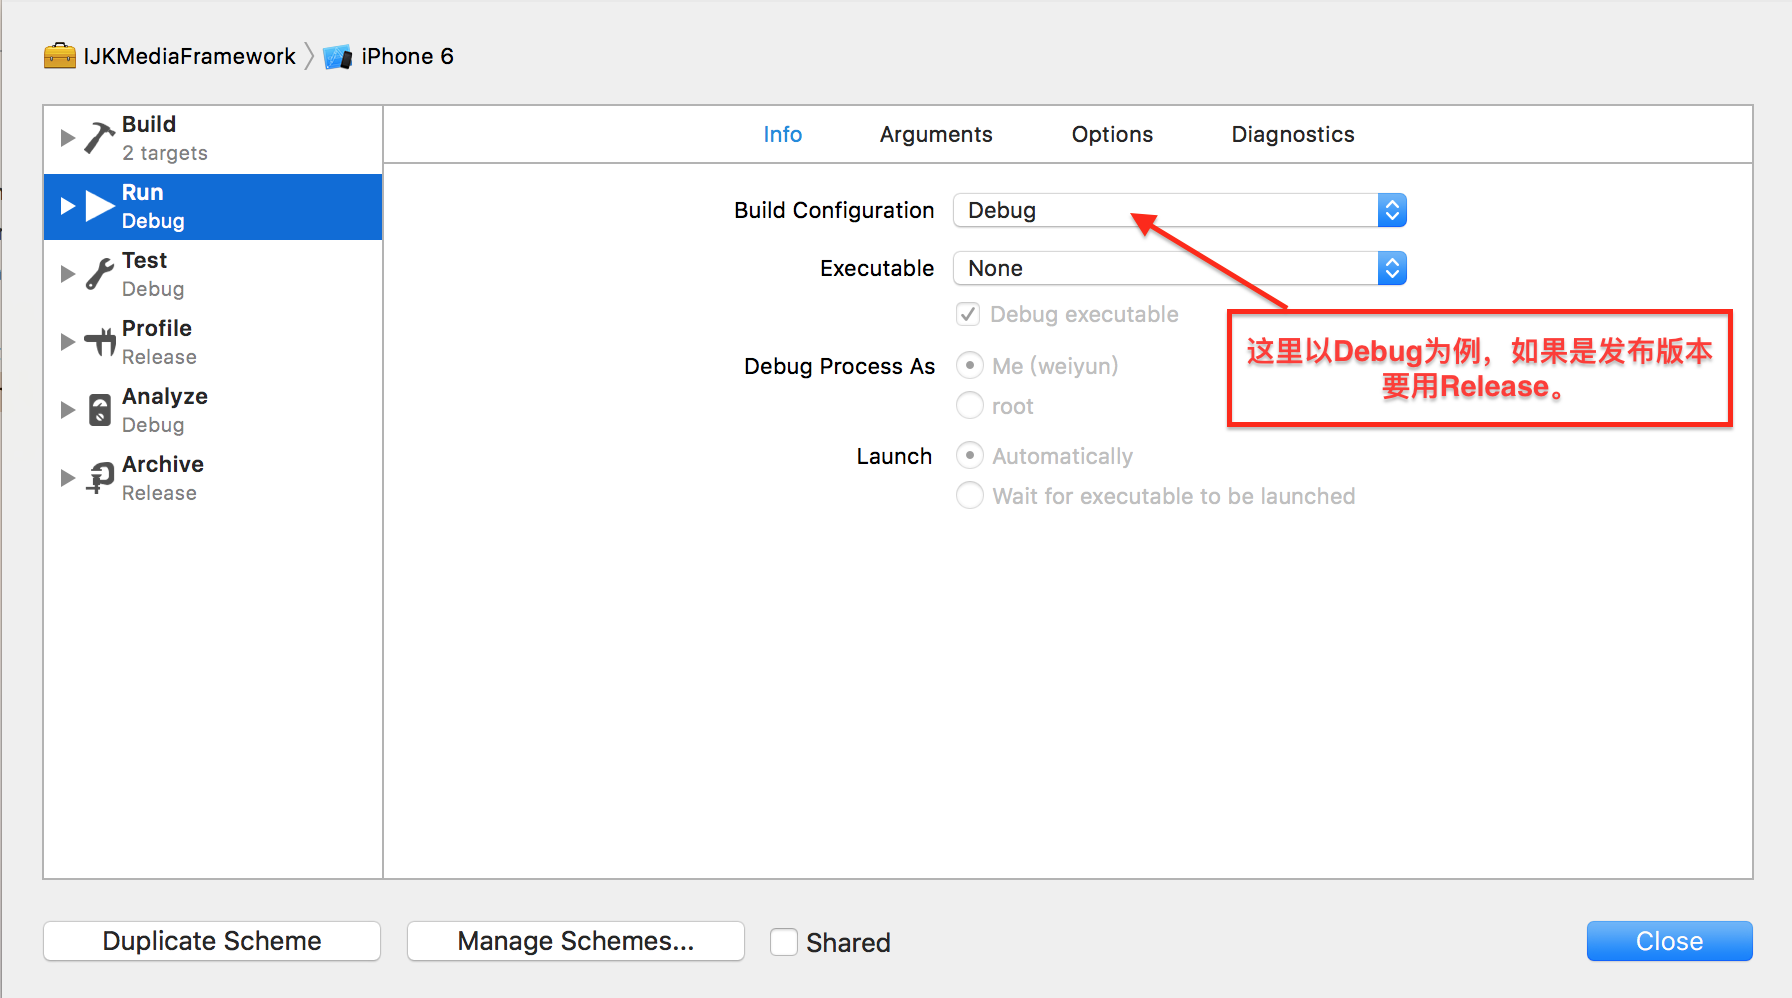 IJKMediaFramework iPhone 6
Build
2 targets
Run
Debug
Test
Debug
Profile
Release
Analyze
Debug
Archive
Release
Info Arguments Options Diagnostics
Build Configuration Debug
Executable None
Debug executable
Debug Process As Me (weiyun)
root
Launch Automatically
Wait for executable to be launched
这里以Debug为例，如果是发布版本
要用Release。
Duplicate Scheme Manage Schemes... Shared Close